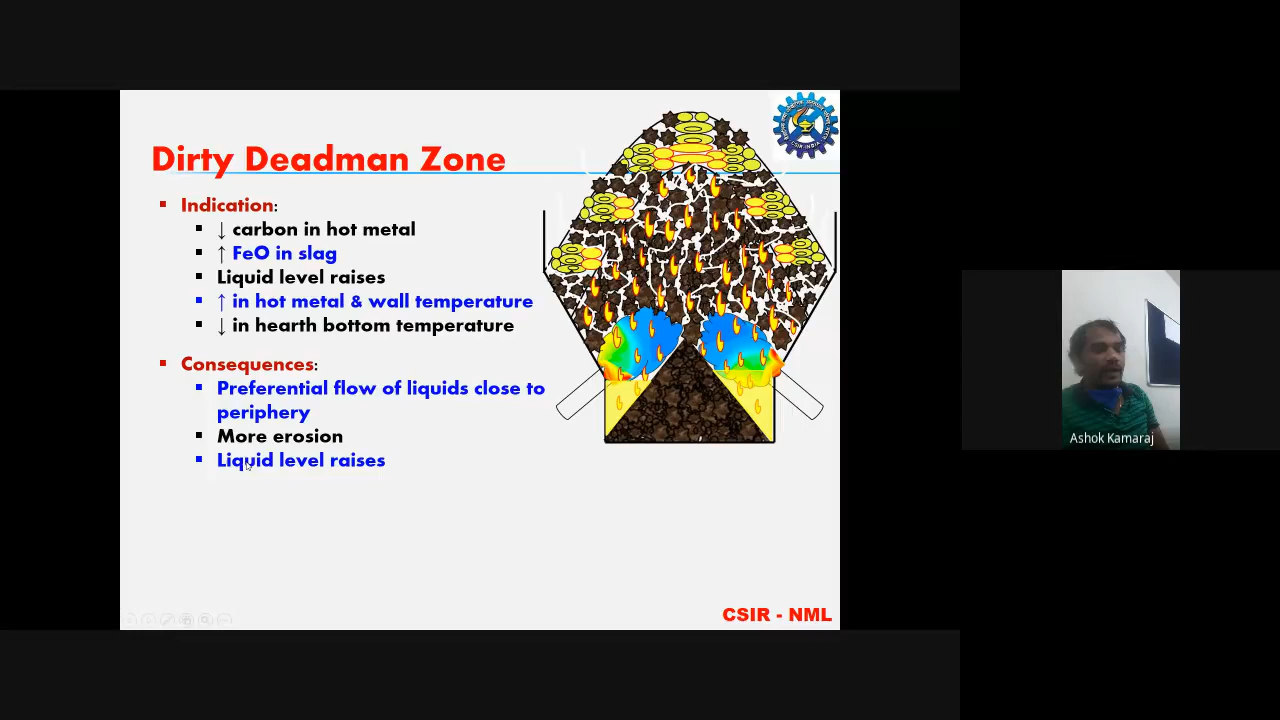 Dirty Deadman Zone
▪ Indication:
▪ ↓ carbon in hot metal
▪ ↑ FeO in slag
▪ Liquid level raises
▪ ↑ in hot metal & wall temperature
▪ ↓ in hearth bottom temperature
▪ Consequences:
▪ Preferential flow of liquids close to
periphery
▪ More erosion
▪ Liquid level raises
CSIR - NML
Ashok Kamaraj